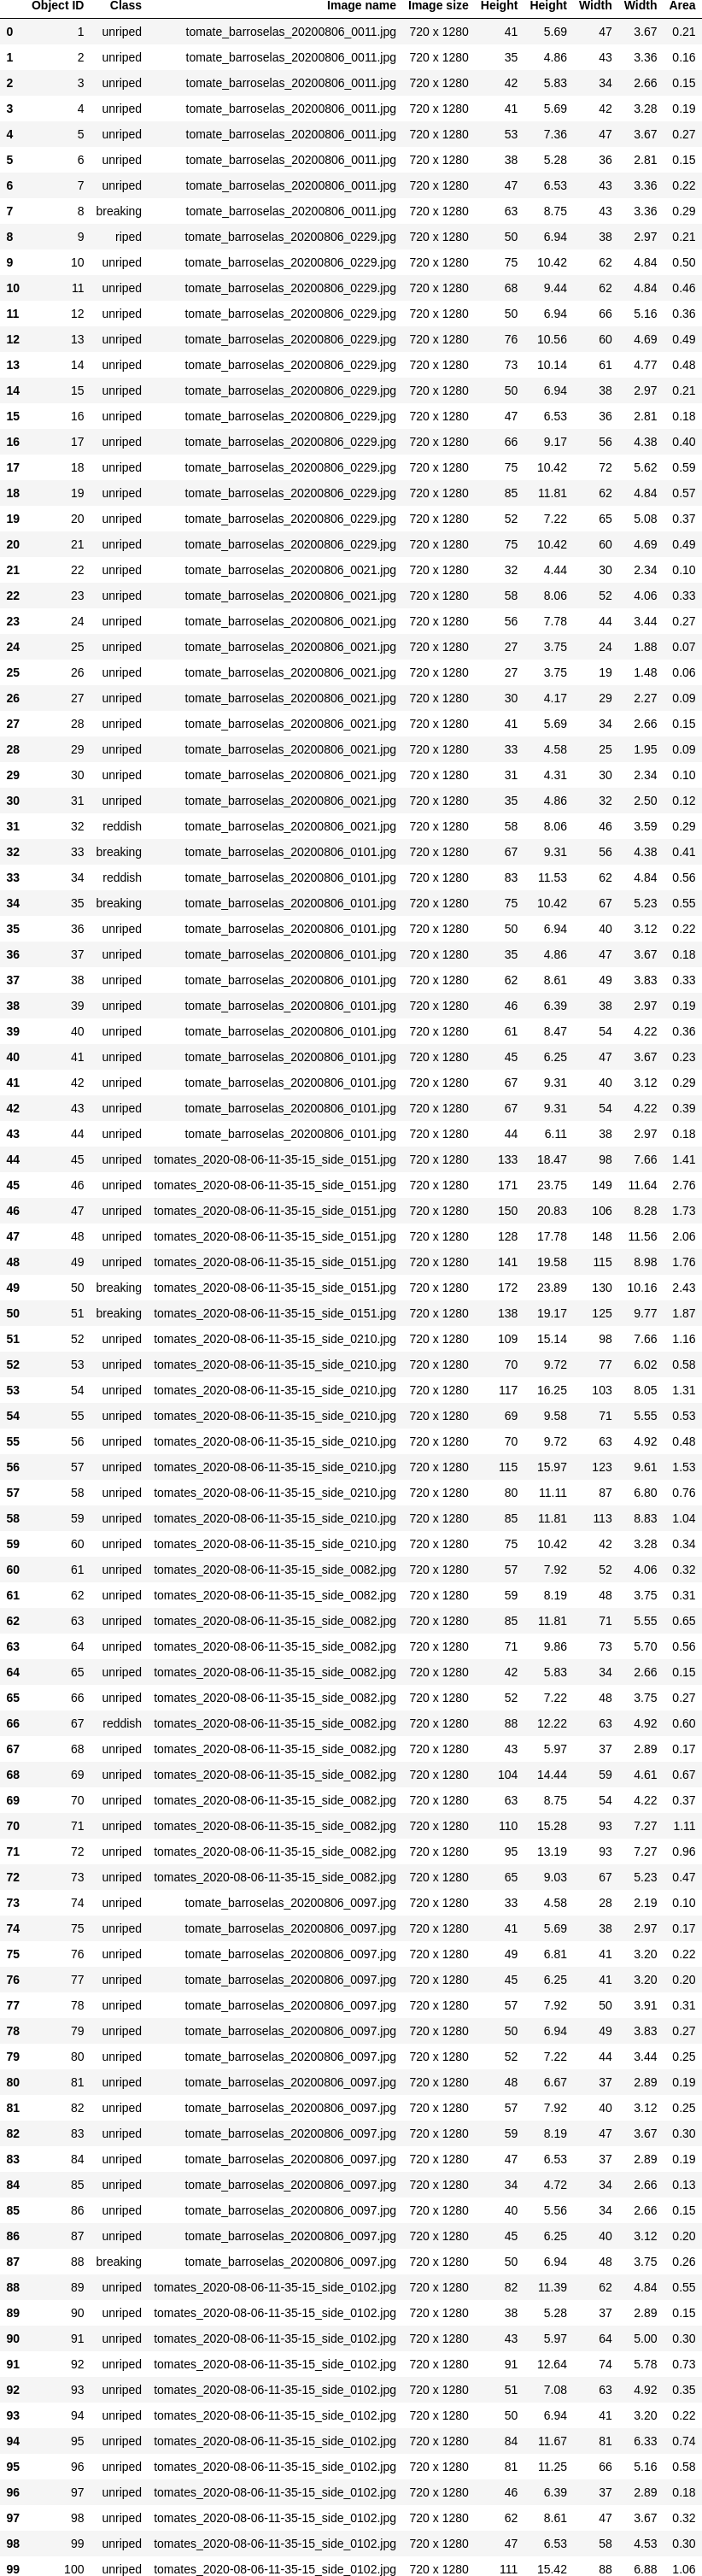 Object ID Class Image name Image size Height Height Width Width Area
0 1 unriped tomate_barroselas_20200806_0011.jpg 720 x 1280 41 5.69 47 3.67 0.21
1 2 unriped tomate_barroselas_20200806_0011.jpg 720 x 1280 35 4.86 43 3.36 0.16
2 3 unriped tomate_barroselas_20200806_0011.jpg 720 x 1280 42 5.83 34 2.66 0.15
3 4 unriped tomate_barroselas_20200806_0011.jpg 720 x 1280 41 5.69 42 3.28 0.19
4 5 unriped tomate_barroselas_20200806_0011.jpg 720 x 1280 53 7.36 47 3.67 0.27
5 6 unriped tomate_barroselas_20200806_0011.jpg 720 x 1280 38 5.28 36 2.81 0.15
6 7 unriped tomate_barroselas_20200806_0011.jpg 720 x 1280 47 6.53 43 3.36 0.22
7 8 breaking tomate_barroselas_20200806_0011.jpg 720 x 1280 63 8.75 43 3.36 0.29
8 9 riped tomate_barroselas_20200806_0229.jpg 720 x 1280 50 6.94 38 2.97 0.21
9 10 unriped tomate_barroselas_20200806_0229.jpg 720 x 1280 75 10.42 62 4.84 0.50
10 11 unriped tomate_barroselas_20200806_0229.jpg 720 x 1280 68 9.44 62 4.84 0.46
11 12 unriped tomate_barroselas_20200806_0229.jpg 720 x 1280 50 6.94 66 5.16 0.36
12 13 unriped tomate_barroselas_20200806_0229.jpg 720 x 1280 76 10.56 60 4.69 0.49
13 14 unriped tomate_barroselas_20200806_0229.jpg 720 x 1280 73 10.14 61 4.77 0.48
14 15 unriped tomate_barroselas_20200806_0229.jpg 720 x 1280 50 6.94 38 2.97 0.21
15 16 unriped tomate_barroselas_20200806_0229.jpg 720 x 1280 47 6.53 36 2.81 0.18
16 17 unriped tomate_barroselas_20200806_0229.jpg 720 x 1280 66 9.17 56 4.38 0.40
17 18 unriped tomate_barroselas_20200806_0229.jpg 720 x 1280 75 10.42 72 5.62 0.59
18 19 unriped tomate_barroselas_20200806_0229.jpg 720 x 1280 85 11.81 62 4.84 0.57
19 20 unriped tomate_barroselas_20200806_0229.jpg 720 x 1280 52 7.22 65 5.08 0.37
20 21 unriped tomate_barroselas_20200806_0229.jpg 720 x 1280 75 10.42 60 4.69 0.49
21 22 unriped tomate_barroselas_20200806_0021.jpg 720 x 1280 32 4.44 30 2.34 0.10
22 23 unriped tomate_barroselas_20200806_0021.jpg 720 x 1280 58 8.06 52 4.06 0.33
23 24 unriped tomate_barroselas_20200806_0021.jpg 720 x 1280 56 7.78 44 3.44 0.27
24 25 unriped tomate_barroselas_20200806_0021.jpg 720 x 1280 27 3.75 24 1.88 0.07
25 26 unriped tomate_barroselas_20200806_0021.jpg 720 x 1280 27 3.75 19 1.48 0.06
26 27 unriped tomate_barroselas_20200806_0021.jpg 720 x 1280 30 4.17 29 2.27 0.09
27 28 unriped tomate_barroselas_20200806_0021.jpg 720 x 1280 41 5.69 34 2.66 0.15
28 29 unriped tomate_barroselas_20200806_0021.jpg 720 x 1280 33 4.58 25 1.95 0.09
29 30 unriped tomate_barroselas_20200806_0021.jpg 720 x 1280 31 4.31 30 2.34 0.10
30 31 unriped tomate_barroselas_20200806_0021.jpg 720 x 1280 35 4.86 32 2.50 0.12
31 32 reddish tomate_barroselas_20200806_0021.jpg 720 x 1280 58 8.06 46 3.59 0.29
32 33 breaking tomate_barroselas_20200806_0101.jpg 720 x 1280 67 9.31 56 4.38 0.41
33 34 reddish tomate_barroselas_20200806_0101.jpg 720 x 1280 83 11.53 62 4.84 0.56
34 35 breaking tomate_barroselas_20200806_0101.jpg 720 x 1280 75 10.42 67 5.23 0.55
35 36 unriped tomate_barroselas_20200806_0101.jpg 720 x 1280 50 6.94 40 3.12 0.22
36 37 unriped tomate_barroselas_20200806_0101.jpg 720 x 1280 35 4.86 47 3.67 0.18
37 38 unriped tomate_barroselas_20200806_0101.jpg 720 x 1280 62 8.61 49 3.83 0.33
38 39 unriped tomate_barroselas_20200806_0101.jpg 720 x 1280 46 6.39 38 2.97 0.19
39 40 unriped tomate_barroselas_20200806_0101.jpg 720 x 1280 61 8.47 54 4.22 0.36
40 41 unriped tomate_barroselas_20200806_0101.jpg 720 x 1280 45 6.25 47 3.67 0.23
41 42 unriped tomate_barroselas_20200806_0101.jpg 720 x 1280 67 9.31 40 3.12 0.29
42 43 unriped tomate_barroselas_20200806_0101.jpg 720 x 1280 67 9.31 54 4.22 0.39
43 44 unriped tomate_barroselas_20200806_0101.jpg 720 x 1280 44 6.11 38 2.97 0.18
44 45 unriped tomates_2020-08-06-11-35-15_side_0151.jpg 720 x 1280 133 18.47 98 7.66 1.41
45 46 unriped tomates_2020-08-06-11-35-15_side_0151.jpg 720 x 1280 171 23.75 149 11.64 2.76
46 47 unriped tomates_2020-08-06-11-35-15_side_0151.jpg 720 x 1280 150 20.83 106 8.28 1.73
47 48 unriped tomates_2020-08-06-11-35-15_side_0151.jpg 720 x 1280 128 17.78 148 11.56 2.06
48 49 unriped tomates_2020-08-06-11-35-15_side_0151.jpg 720 x 1280 141 19.58 115 8.98 1.76
49 50 breaking tomates_2020-08-06-11-35-15_side_0151.jpg 720 x 1280 172 23.89 130 10.16 2.43
50 51 breaking tomates_2020-08-06-11-35-15_side_0151.jpg 720 x 1280 138 19.17 125 9.77 1.87
51 52 unriped tomates_2020-08-06-11-35-15_side_0210.jpg 720 x 1280 109 15.14 98 7.66 1.16
52 53 unriped tomates_2020-08-06-11-35-15_side_0210.jpg 720 x 1280 70 9.72 77 6.02 0.58
53 54 unriped tomates_2020-08-06-11-35-15_side_0210.jpg 720 x 1280 117 16.25 103 8.05 1.31
54 55 unriped tomates_2020-08-06-11-35-15_side_0210.jpg 720 x 1280 69 9.58 71 5.55 0.53
55 56 unriped tomates_2020-08-06-11-35-15_side_0210.jpg 720 x 1280 70 9.72 63 4.92 0.48
56 57 unriped tomates_2020-08-06-11-35-15_side_0210.jpg 720 x 1280 115 15.97 123 9.61 1.53
57 58 unriped tomates_2020-08-06-11-35-15_side_0210.jpg 720 x 1280 80 11.11 87 6.80 0.76
58 59 unriped tomates_2020-08-06-11-35-15_side_0210.jpg 720 x 1280 85 11.81 113 8.83 1.04
59 60 unriped tomates_2020-08-06-11-35-15_side_0210.jpg 720 x 1280 75 10.42 42 3.28 0.34
60 61 unriped tomates_2020-08-06-11-35-15_side_0082.jpg 720 x 1280 57 7.92 52 4.06 0.32
61 62 unriped tomates_2020-08-06-11-35-15_side_0082.jpg 720 x 1280 59 8.19 48 3.75 0.31
62 63 unriped tomates_2020-08-06-11-35-15_side_0082.jpg 720 x 1280 85 11.81 71 5.55 0.65
63 64 unriped tomates_2020-08-06-11-35-15_side_0082.jpg 720 x 1280 71 9.86 73 5.70 0.56
64 65 unriped tomates_2020-08-06-11-35-15_side_0082.jpg 720 x 1280 42 5.83 34 2.66 0.15
65 66 unriped tomates_2020-08-06-11-35-15_side_0082.jpg 720 x 1280 52 7.22 48 3.75 0.27
66 67 reddish tomates_2020-08-06-11-35-15_side_0082.jpg 720 x 1280 88 12.22 63 4.92 0.60
67 68 unriped tomates_2020-08-06-11-35-15_side_0082.jpg 720 x 1280 43 5.97 37 2.89 0.17
68 69 unriped tomates_2020-08-06-11-35-15_side_0082.jpg 720 x 1280 104 14.44 59 4.61 0.67
69 70 unriped tomates_2020-08-06-11-35-15_side_0082.jpg 720 x 1280 63 8.75 54 4.22 0.37
70 71 unriped tomates_2020-08-06-11-35-15_side_0082.jpg 720 x 1280 110 15.28 93 7.27 1.11
71 72 unriped tomates_2020-08-06-11-35-15_side_0082.jpg 720 x 1280 95 13.19 93 7.27 0.96
72 73 unriped tomates_2020-08-06-11-35-15_side_0082.jpg 720 x 1280 65 9.03 67 5.23 0.47
73 74 unriped tomate_barroselas_20200806_0097.jpg 720 x 1280 33 4.58 28 2.19 0.10
74 75 unriped tomate_barroselas_20200806_0097.jpg 720 x 1280 41 5.69 38 2.97 0.17
75 76 unriped tomate_barroselas_20200806_0097.jpg 720 x 1280 49 6.81 41 3.20 0.22
76 77 unriped tomate_barroselas_20200806_0097.jpg 720 x 1280 45 6.25 41 3.20 0.20
77 78 unriped tomate_barroselas_20200806_0097.jpg 720 x 1280 57 7.92 50 3.91 0.31
78 79 unriped tomate_barroselas_20200806_0097.jpg 720 x 1280 50 6.94 49 3.83 0.27
79 80 unriped tomate_barroselas_20200806_0097.jpg 720 x 1280 52 7.22 44 3.44 0.25
80 81 unriped tomate_barroselas_20200806_0097.jpg 720 x 1280 48 6.67 37 2.89 0.19
81 82 unriped tomate_barroselas_20200806_0097.jpg 720 x 1280 57 7.92 40 3.12 0.25
82 83 unriped tomate_barroselas_20200806_0097.jpg 720 x 1280 59 8.19 47 3.67 0.30
83 84 unriped tomate_barroselas_20200806_0097.jpg 720 x 1280 47 6.53 37 2.89 0.19
84 85 unriped tomate_barroselas_20200806_0097.jpg 720 x 1280 34 4.72 34 2.66 0.13
85 86 unriped tomate_barroselas_20200806_0097.jpg 720 x 1280 40 5.56 34 2.66 0.15
86 87 unriped tomate_barroselas_20200806_0097.jpg 720 x 1280 45 6.25 40 3.12 0.20
87 88 breaking tomate_barroselas_20200806_0097.jpg 720 x 1280 50 6.94 48 3.75 0.26
88 89 unriped tomates_2020-08-06-11-35-15_side_0102.jpg 720 x 1280 82 11.39 62 4.84 0.55
89 90 unriped tomates_2020-08-06-11-35-15_side_0102.jpg 720 x 1280 38 5.28 37 2.89 0.15
90 91 unriped tomates_2020-08-06-11-35-15_side_0102.jpg 720 x 1280 43 5.97 64 5.00 0.30
91 92 unriped tomates_2020-08-06-11-35-15_side_0102.jpg 720 x 1280 91 12.64 74 5.78 0.73
92 93 unriped tomates_2020-08-06-11-35-15_side_0102.jpg 720 x 1280 51 7.08 63 4.92 0.35
93 94 unriped tomates_2020-08-06-11-35-15_side_0102.jpg 720 x 1280 50 6.94 41 3.20 0.22
94 95 unriped tomates_2020-08-06-11-35-15_side_0102.jpg 720 x 1280 84 11.67 81 6.33 0.74
95 96 unriped tomates_2020-08-06-11-35-15_side_0102.jpg 720 x 1280 81 11.25 66 5.16 0.58
96 97 unriped tomates_2020-08-06-11-35-15_side_0102.jpg 720 x 1280 46 6.39 37 2.89 0.18
97 98 unriped tomates_2020-08-06-11-35-15_side_0102.jpg 720 x 1280 62 8.61 47 3.67 0.32
98 99 unriped tomates_2020-08-06-11-35-15_side_0102.jpg 720 x 1280 47 6.53 58 4.53 0.30
99 100 unriped tomates_2020-08-06-11-35-15_side_0102.jpg 720 x 1280 111 15.42 88 6.88 1.06